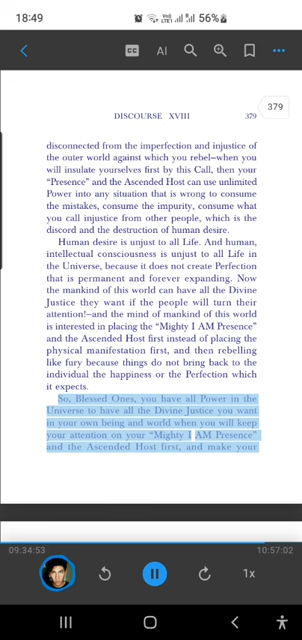 18:49
56%
CC AI
379
DISCOURSE XVIII 379
disconnected from the imperfection and injustice of
the outer world against which you rebel—when you
will insulate yourselves first by this Call, then your
“Presence” and the Ascended Host can use unlimited
Power into any situation that is wrong to consume
the mistakes, consume the impurity, consume what
you call injustice from other people, which is the
discord and the destruction of human desire.
Human desire is unjust to all Life. And human,
intellectual consciousness is unjust to all Life in
the Universe, because it does not create Perfection
that is permanent and forever expanding. Now
the mankind of this world can have all the Divine
Justice they want if the people will turn their
attention!—and the mind of mankind of this world
is interested in placing the “Mighty I AM Presence”
and the Ascended Host first instead of placing the
physical manifestation first, and then rebelling
like fury because things do not bring back to the
individual the happiness or the Perfection which
it expects.
So, Blessed Ones, you have all Power in the
Universe to have all the Divine Justice you want
in your own being and world when you will keep
your attention on your “Mighty I AM Presence”
and the Ascended Host first, and make your
09:34:53 10:57:02
1x